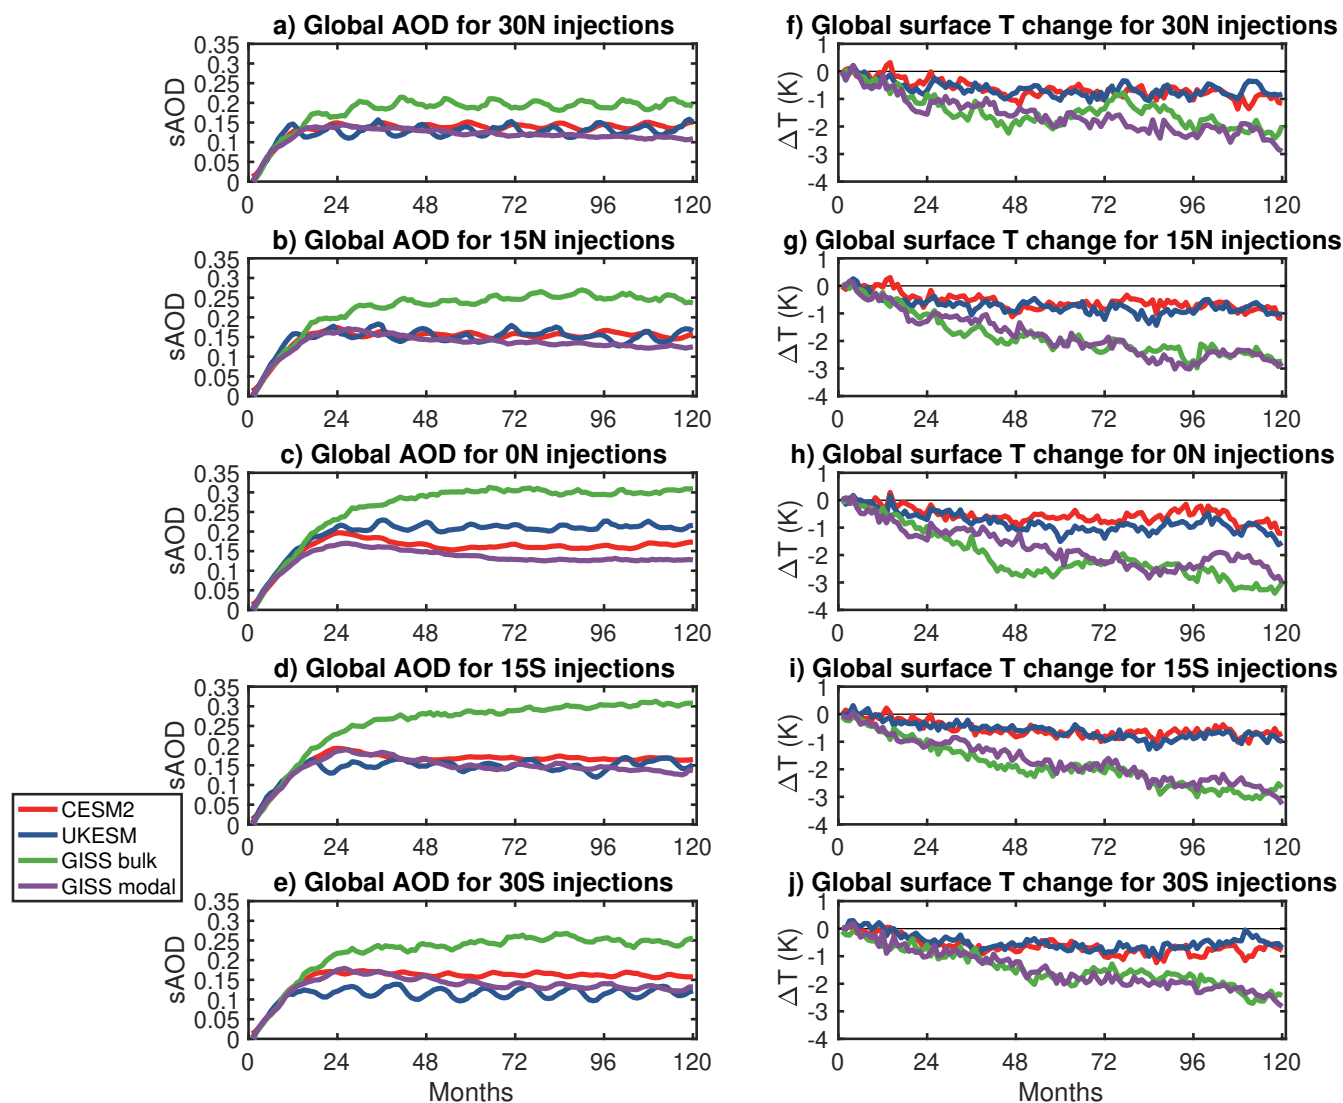 a) Global AOD for 30N injections
0.35
0.3
0.25
0.2
0.15
0.1
0.05
0
sAOD
0 24 48 72 96 120
f) Global surface T change for 30N injections
1
0
-1
-2
-3
-4
Δ T (K)
0 24 48 72 96 120
b) Global AOD for 15N injections
0.35
0.3
0.25
0.2
0.15
0.1
0.05
0
sAOD
0 24 48 72 96 120
g) Global surface T change for 15N injections
1
0
-1
-2
-3
-4
Δ T (K)
0 24 48 72 96 120
c) Global AOD for 0N injections
0.35
0.3
0.25
0.2
0.15
0.1
0.05
0
sAOD
0 24 48 72 96 120
h) Global surface T change for 0N injections
1
0
-1
-2
-3
-4
Δ T (K)
0 24 48 72 96 120
d) Global AOD for 15S injections
0.35
0.3
0.25
0.2
0.15
0.1
0.05
0
sAOD
0 24 48 72 96 120
i) Global surface T change for 15S injections
1
0
-1
-2
-3
-4
Δ T (K)
0 24 48 72 96 120
CESM2
UKESM
GISS bulk
GISS modal
e) Global AOD for 30S injections
0.35
0.3
0.25
0.2
0.15
0.1
0.05
0
sAOD
0 24 48 72 96 120
Months
j) Global surface T change for 30S injections
1
0
-1
-2
-3
-4
Δ T (K)
0 24 48 72 96 120
Months